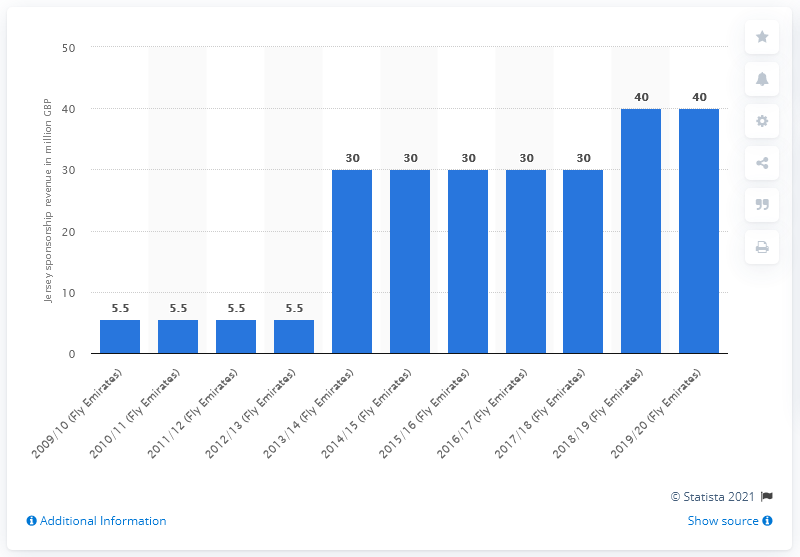 Jersey sponsorship revenue in million GBP
50
40
30
20
10
0
5.5
5.5
5.5
5.5
30
30
30
30
30
40
40
2009/10 (Fly Emirates)
2010/11 (Fly Emirates)
2011/12 (Fly Emirates)
2012/13 (Fly Emirates)
2013/14 (Fly Emirates)
2014/15 (Fly Emirates)
2015/16 (Fly Emirates)
2016/17 (Fly Emirates)
2017/18 (Fly Emirates)
2018/19 (Fly Emirates)
2019/20 (Fly Emirates)
© Statista 2021
Additional Information
Show source